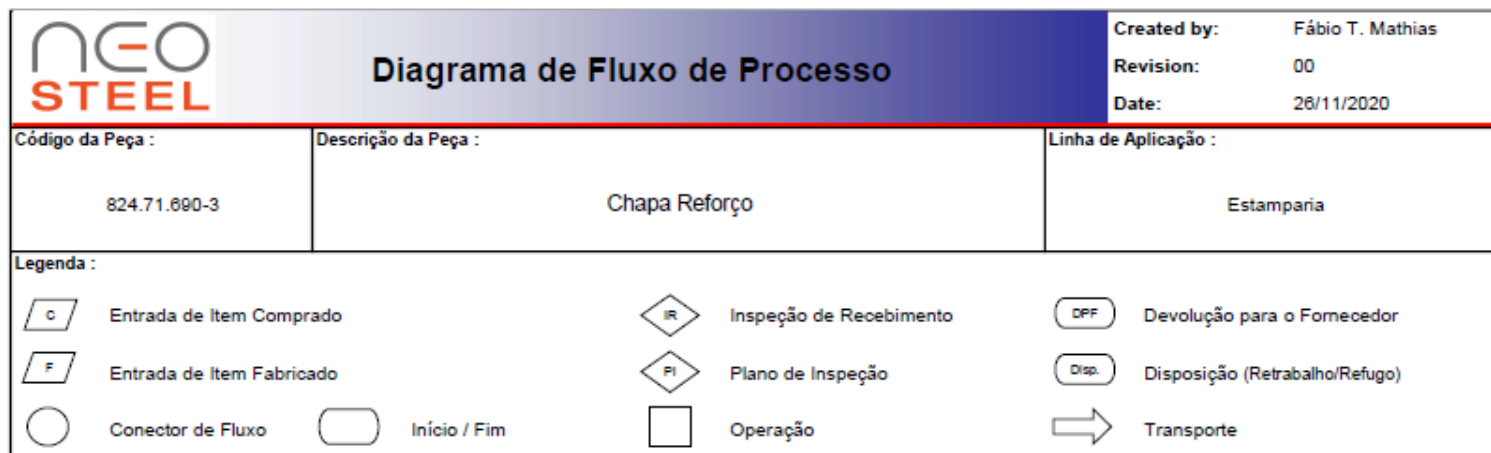 neo
STEEL
Diagrama de Fluxo de Processo
Created by: Fábio T. Mathias
Revision: 00
Date: 26/11/2020
Código da Peça :
824.71.690-3
Descrição da Peça :
Chapa Reforço
Linha de Aplicação :
Estamparia
Legenda :
C Entrada de Item Comprado
IR Inspeção de Recebimento
DPF Devolução para o Fornecedor
F Entrada de Item Fabricado
PI Plano de Inspeção
Disp. Disposição (Retrabalho/Refugo)
Conector de Fluxo
Início / Fim
Operação
Transporte